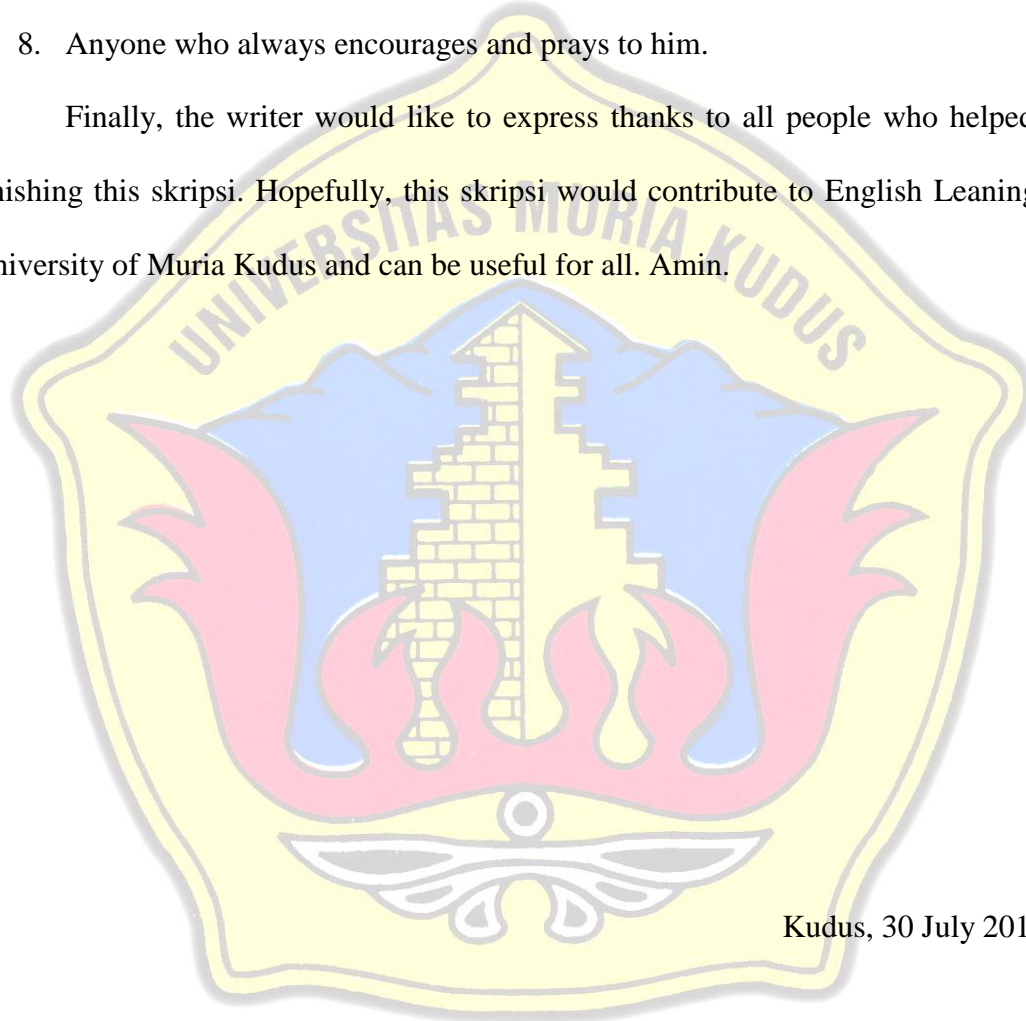 8. Anyone who always encourages and prays to him.
Finally, the writer would like to express thanks to all people who helped
nishing this skripsi. Hopefully, this skripsi would contribute to English Leaning
niversity of Muria Kudus and can be useful for all. Amin.
UNIVERSITAS MURIA KUDUS
Kudus, 30 July 201